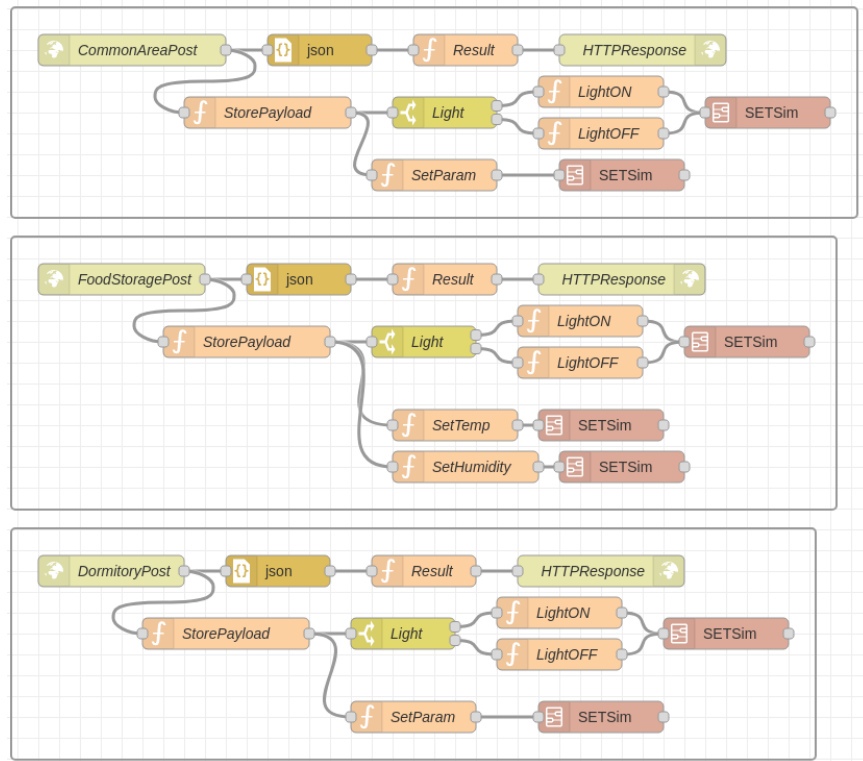 CommonAreaPost {} json f Result HTTPResponse
f LightON
f StorePayload Light SETSim
f LightOFF
f SetParam SETSim
FoodStoragePost {} json f Result HTTPResponse
f LightON
f StorePayload Light SETSim
f LightOFF
f SetTemp SETSim
f SetHumidity SETSim
DormitoryPost {} json f Result HTTPResponse
f LightON
f StorePayload Light SETSim
f LightOFF
f SetParam SETSim